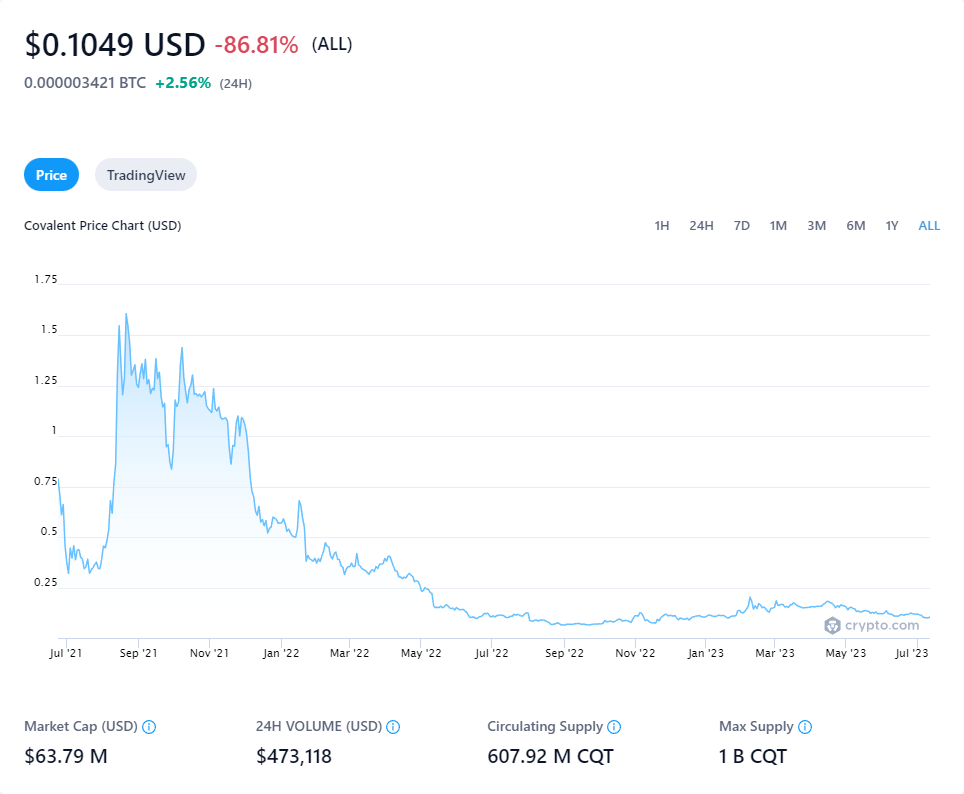 $0.1049 USD -86.81% (ALL)
0.000003421 BTC +2.56% (24H)
Price TradingView
Covalent Price Chart (USD) 1H 24H 7D 1M 3M 6M 1Y ALL
1.75
1.5
1.25
1
0.75
0.5
0.25
crypto.com
Jul '21 Sep '21 Nov '21 Jan '22 Mar '22 May '22 Jul '22 Sep '22 Nov '22 Jan '23 Mar '23 May '23 Jul '23
Market Cap (USD) 24H VOLUME (USD) Circulating Supply Max Supply
$63.79 M $473,118 607.92 M CQT 1 B CQT